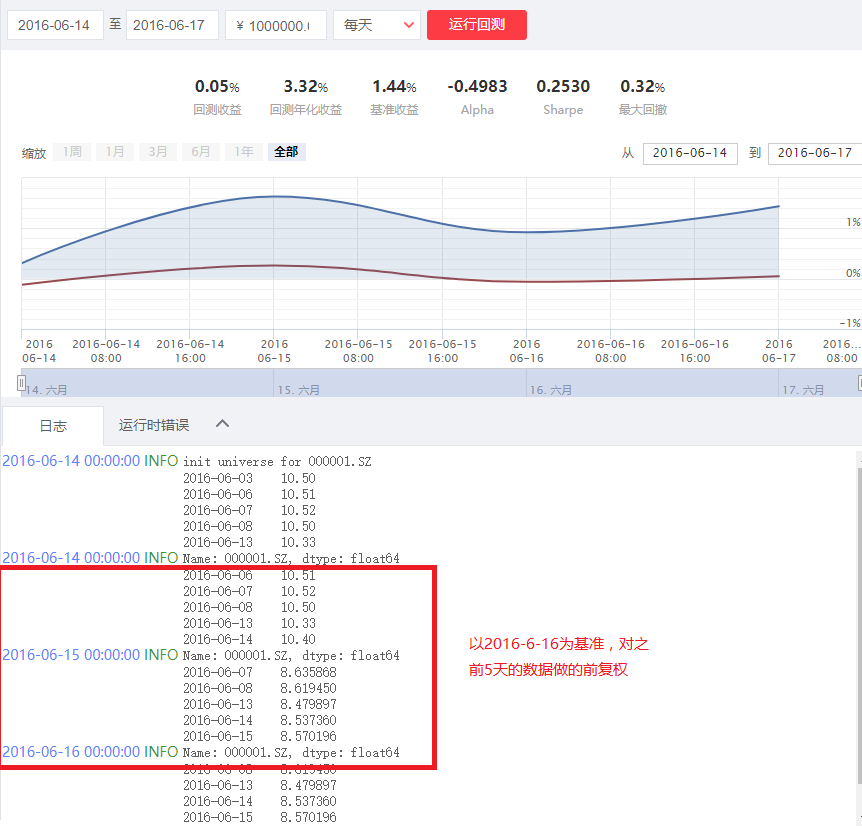 2016-06-14 至 2016-06-17 ¥ 1000000.( 每天 运行回测
0.05% 3.32% 1.44% -0.4983 0.2530 0.32%
回测收益 回测年化收益 基准收益 Alpha Sharpe 最大回撤
缩放 1周 1月 3月 6月 1年 全部 从 2016-06-14 到 2016-06-17
1%
0%
-1%
2016 2016-06-14 2016-06-14 2016 2016-06-15 2016-06-15 2016 2016-06-16 2016-06-16 2016 2016...
06-14 08:00 16:00 06-15 08:00 16:00 06-16 08:00 16:00 06-17 08:00
14. 六月 15. 六月 16. 六月 17. 六月
日志 运行时错误
2016-06-14 00:00:00 INFO init universe for 000001.SZ
2016-06-03 10.50
2016-06-06 10.51
2016-06-07 10.52
2016-06-08 10.50
2016-06-13 10.33
2016-06-14 00:00:00 INFO Name: 000001.SZ, dtype: float64
2016-06-06 10.51
2016-06-07 10.52
2016-06-08 10.50
2016-06-13 10.33
2016-06-14 10.40
2016-06-15 00:00:00 INFO Name: 000001.SZ, dtype: float64
2016-06-07 8.635868
2016-06-08 8.619450
2016-06-13 8.479897
2016-06-14 8.537360
2016-06-15 8.570196
2016-06-16 00:00:00 INFO Name: 000001.SZ, dtype: float64
2016-06-08 8.619450
2016-06-13 8.479897
2016-06-14 8.537360
2016-06-15 8.570196
以2016-6-16为基准，对之
前5天的数据做的前复权